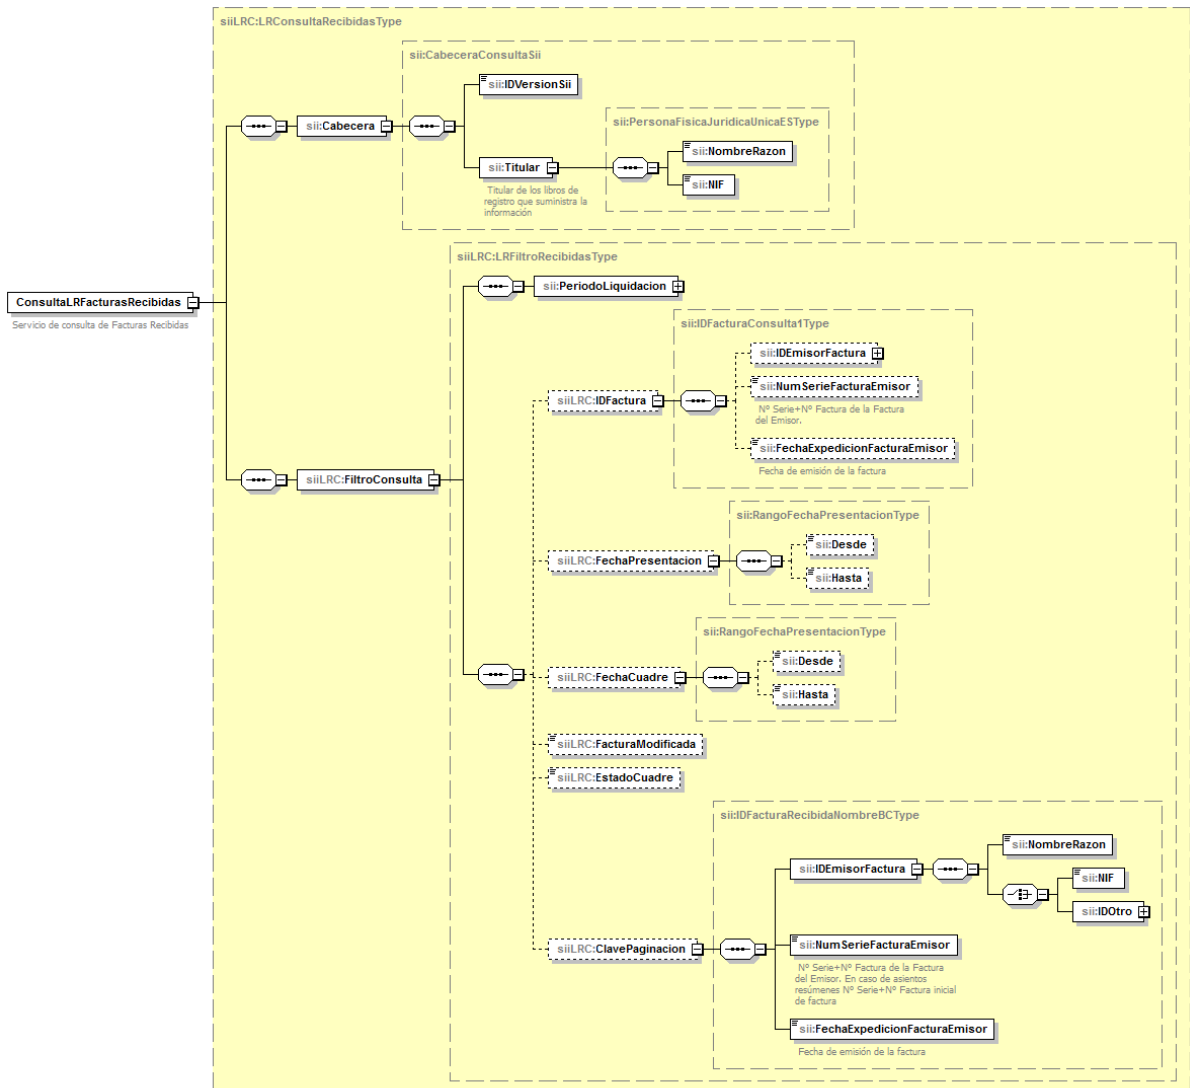 siiLRC:LRConsultaRecibidasType
sii:CabeceraConsultaSii
sii:IDVersionSii
sii:PersonaFisicaJuridicaUnicaESType
sii:Cabecera
sii:NombreRazon
sii:Titular
sii:NIF
Titular de los libros de
registro que suministra la
información
siiLRC:LRFiltroRecibidasType
sii:PeriodoLiquidacion
ConsultaLRFacturasRecibidas
Servicio de consulta de Facturas Recibidas
sii:IDFacturaConsulta1Type
sii:IDEmisorFactura
sii:NumSerieFacturaEmisor
siiLRC:IDFactura
Nº Serie+Nº Factura de la Factura
del Emisor.
sii:FechaExpedicionFacturaEmisor
Fecha de emisión de la factura
siiLRC:FiltroConsulta
sii:RangoFechaPresentacionType
sii:Desde
siiLRC:FechaPresentacion
sii:Hasta
sii:RangoFechaPresentacionType
sii:Desde
siiLRC:FechaCuadre
sii:Hasta
siiLRC:FacturaModificada
siiLRC:EstadoCuadre
sii:IDFacturaRecibidaNombreBCType
sii:NombreRazon
sii:IDEmisorFactura
sii:NIF
sii:IDOtro
siiLRC:ClavePaginacion
sii:NumSerieFacturaEmisor
Nº Serie+Nº Factura de la Factura
del Emisor. En caso de asientos
resúmenes Nº Serie+Nº Factura inicial
de factura
sii:FechaExpedicionFacturaEmisor
Fecha de emisión de la factura